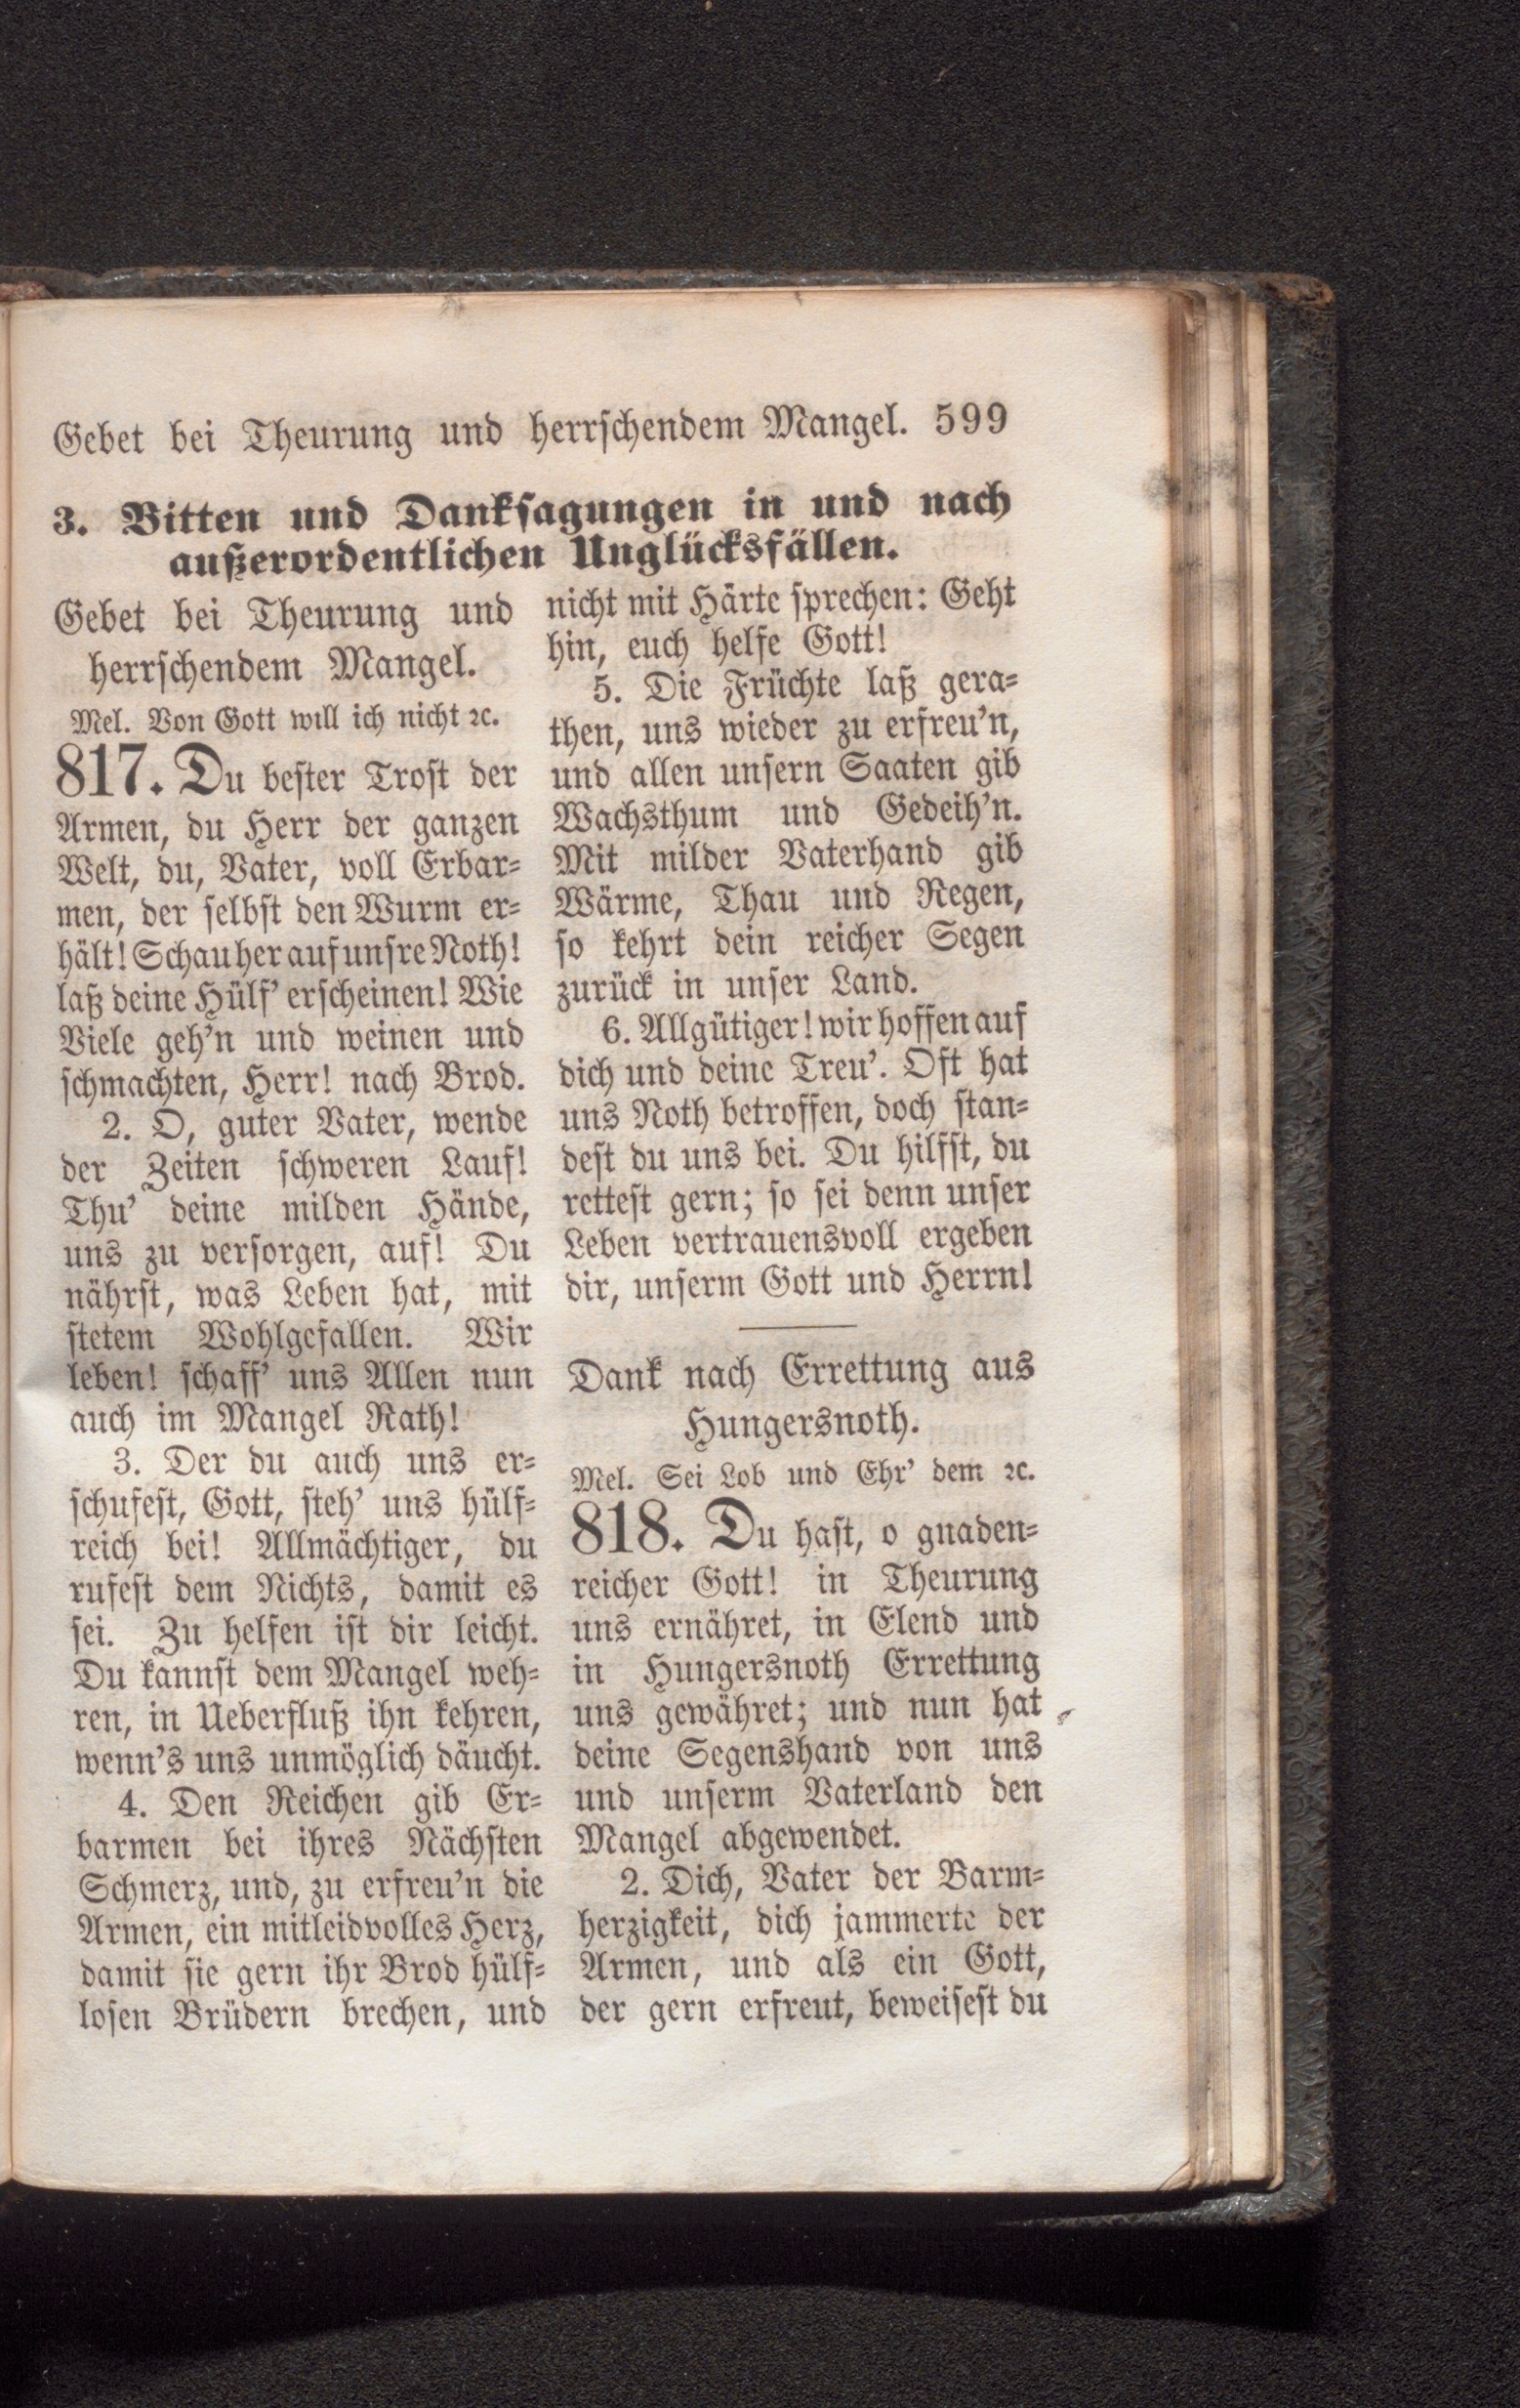 Gebet bei Theurung und herrschendem Mangel. 599
3. Bitten und Danksagungen in und nach
außerordentlichen Unglücksfällen.
Gebet bei Theurung und
herrschendem Mangel.
Mel. Von Gott will ich nicht ꝛc.
817. Du bester Trost der
Armen, du Herr der ganzen
Welt, du, Vater, voll Erbar=
men, der selbst den Wurm er=
hält! Schau her auf unsre Noth!
laß deine Hülf' erscheinen! Wie
Viele geh'n und weinen und
schmachten, Herr! nach Brod.
2. O, guter Vater, wende
der Zeiten schweren Lauf!
Thu' deine milden Hände,
uns zu versorgen, auf! Du
nährst, was Leben hat, mit
stetem Wohlgefallen. Wir
leben! schaff' uns Allen nun
auch im Mangel Rath!
3. Der du auch uns er=
schufest, Gott, steh' uns hülf=
reich bei! Allmächtiger, du
rufest dem Nichts, damit es
sei. Zu helfen ist dir leicht.
Du kannst dem Mangel weh=
ren, in Ueberfluß ihn kehren,
wenn's uns unmöglich däucht.
4. Den Reichen gib Er=
barmen bei ihres Nächsten
Schmerz, und, zu erfreu'n die
Armen, ein mitleidvolles Herz,
damit sie gern ihr Brod hülf=
losen Brüdern brechen, und
nicht mit Härte sprechen: Geht
hin, euch helfe Gott!
5. Die Früchte laß gera=
then, uns wieder zu erfreu'n,
und allen unsern Saaten gib
Wachsthum und Gedeih'n.
Mit milder Vaterhand gib
Wärme, Thau und Regen,
so kehrt dein reicher Segen
zurück in unser Land.
6. Allgütiger! wir hoffen auf
dich und deine Treu'. Oft hat
uns Noth betroffen, doch stan=
dest du uns bei. Du hilfst, du
rettest gern; so sei denn unser
Leben vertrauensvoll ergeben
dir, unserm Gott und Herrn!
Dank nach Errettung aus
Hungersnoth.
Mel. Sei Lob und Ehr' dem ꝛc.
818. Du hast, o gnaden=
reicher Gott! in Theurung
uns ernähret, in Elend und
in Hungersnoth Errettung
uns gewähret; und nun hat
deine Segenshand von uns
und unserm Vaterland den
Mangel abgewendet.
2. Dich, Vater der Barm=
herzigkeit, dich jammerte der
Armen, und als ein Gott,
der gern erfreut, beweisest du